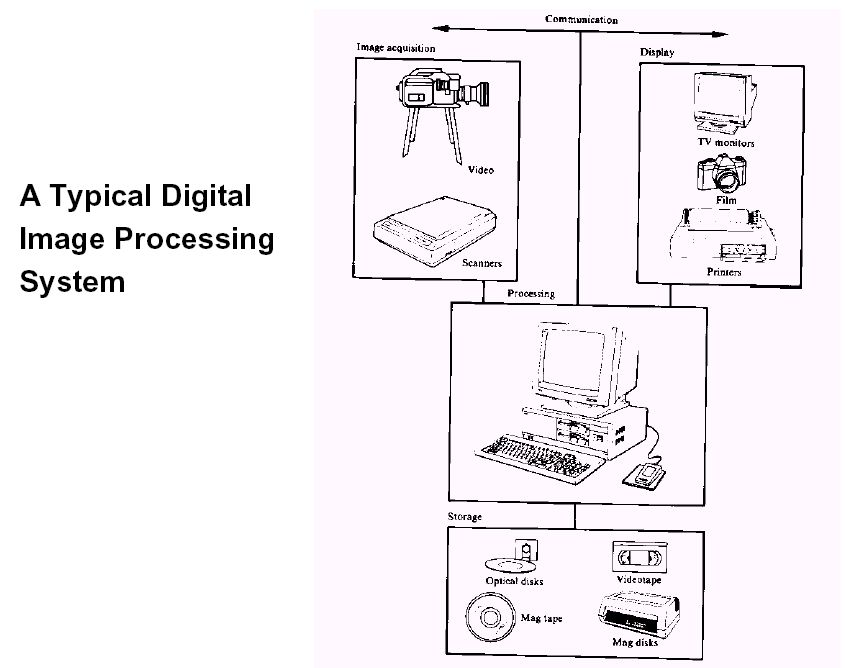 A Typical Digital
Image Processing
System
Communication
Image acquisition
Video
Scanners
Display
TV monitors
Film
Printers
Processing
Storage
Optical disks
Videotape
Mag tape
Mag disks